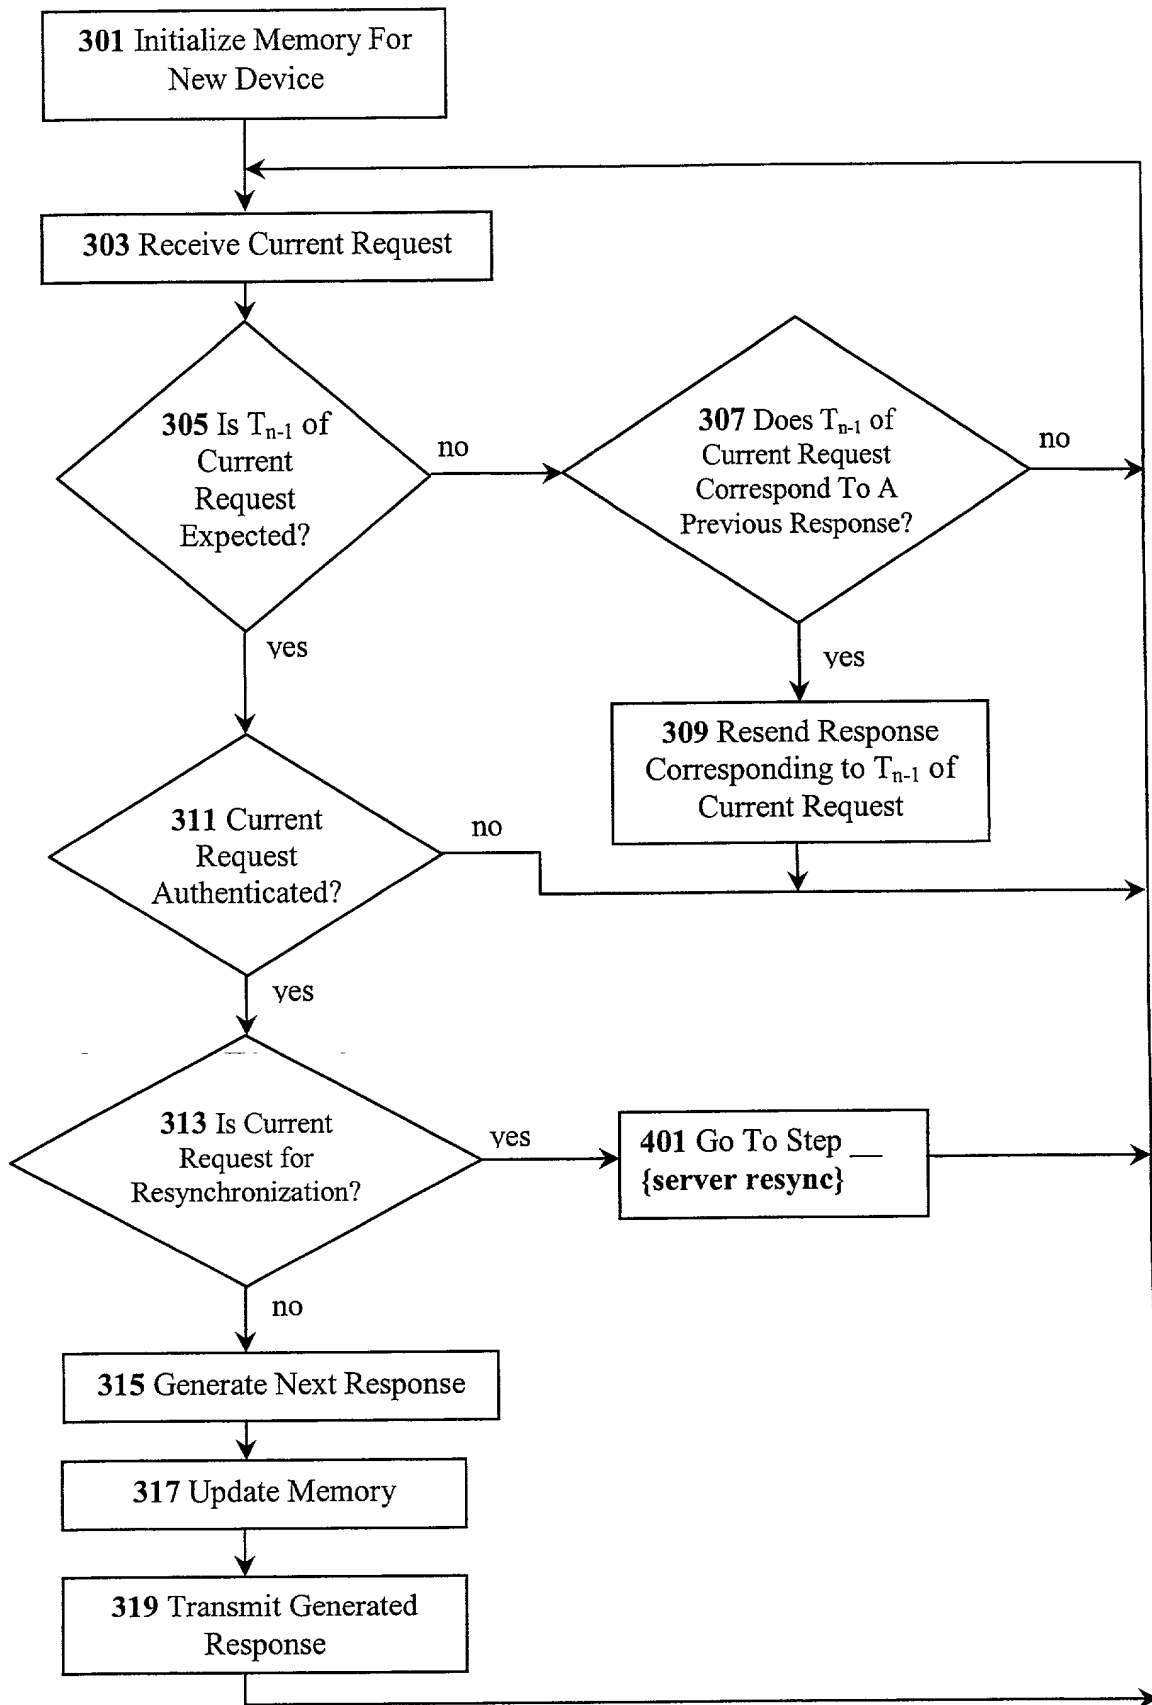 301 Initialize Memory For
New Device
303 Receive Current Request
305 Is Tn-1 of
Current
Request
Expected?
no
307 Does Tn-1 of
Current Request
Correspond To A
Previous Response?
no
yes
yes
309 Resend Response
Corresponding to Tn-1 of
Current Request
311 Current
Request
Authenticated?
no
yes
313 Is Current
Request for
Resynchronization?
yes
401 Go To Step __
{server resync}
no
315 Generate Next Response
317 Update Memory
319 Transmit Generated
Response